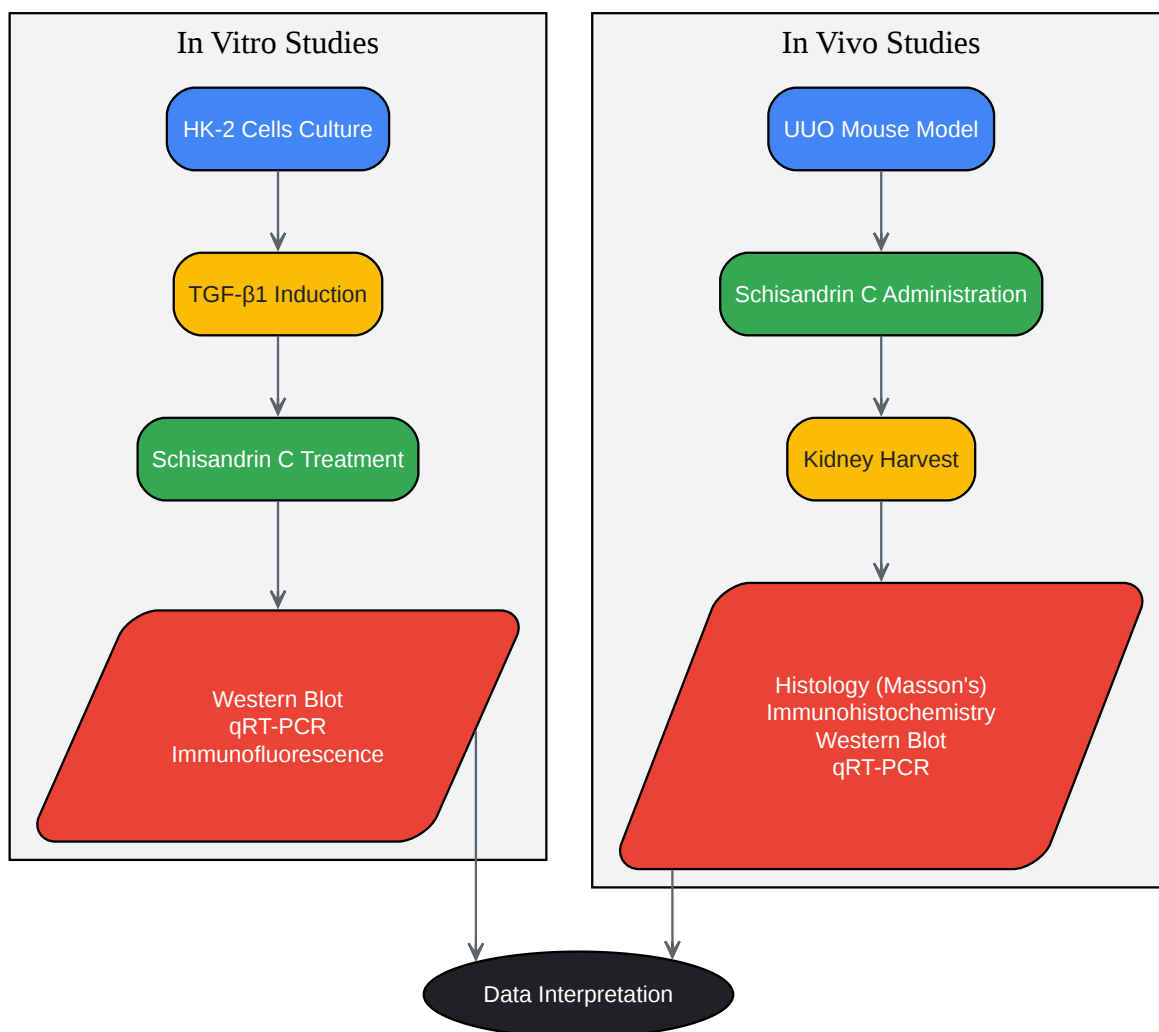 In Vitro Studies
HK-2 Cells Culture
TGF-β1 Induction
Schisandrin C Treatment
Western Blot
qRT-PCR
Immunofluorescence
In Vivo Studies
UUO Mouse Model
Schisandrin C Administration
Kidney Harvest
Histology (Masson's)
Immunohistochemistry
Western Blot
qRT-PCR
Data Interpretation